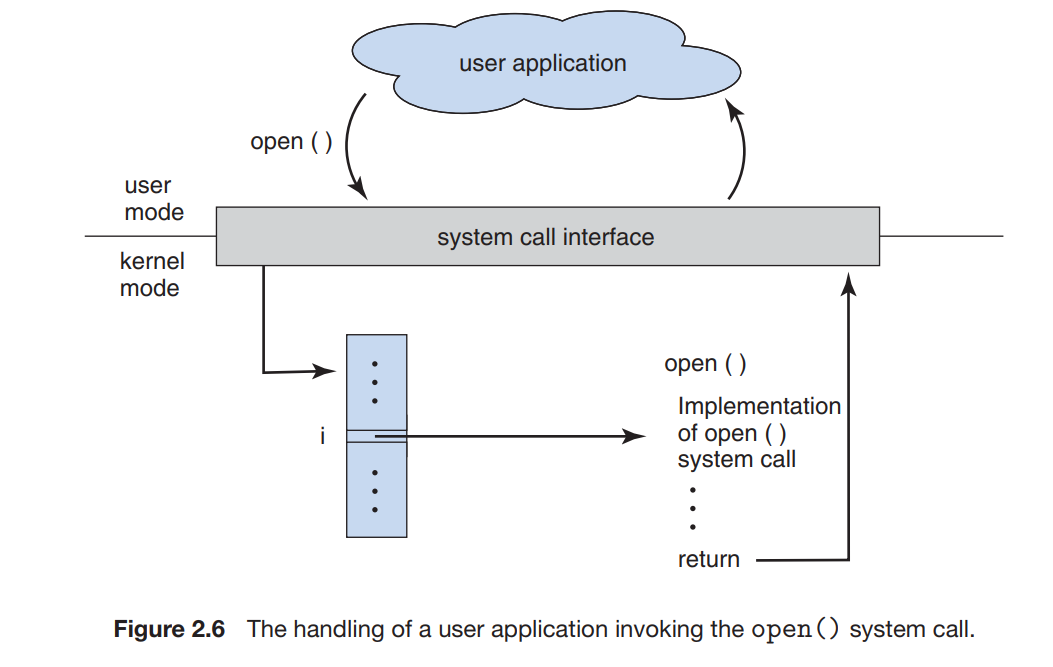 user application
open ( )
user
mode
system call interface
kernel
mode
open ( )
Implementation
of open ( )
system call
i
return
Figure 2.6 The handling of a user application invoking the open() system call.